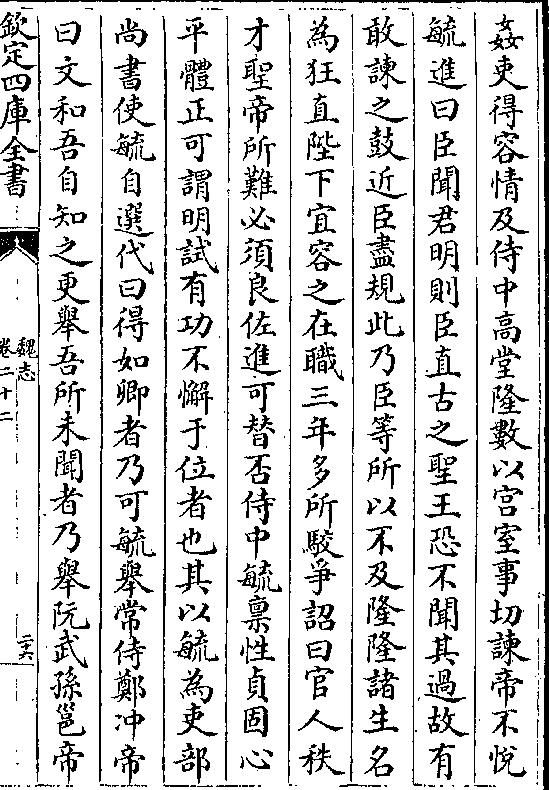 姦吏得容情及侍中高堂隆數以宫室事切諫帝不悅
毓進曰臣聞君明則臣直古之聖王恐不聞其過故有
敢諫之鼓近臣盡規此乃臣等所以不及隆隆諸生名
為狂直陛下宜容之在職三年多所駮爭詔曰官人秩
才聖帝所難必須良佐進可替否侍中毓禀性貞固心
平體正可謂明試有功不懈于位者也其以毓為吏部
尚書使毓自選代曰得如卿者乃可毓舉常侍鄭冲帝
曰文和吾自知之更舉吾所未聞者乃舉阮武孫邕帝
欽定四庫全書
魏志
卷二十二
二六